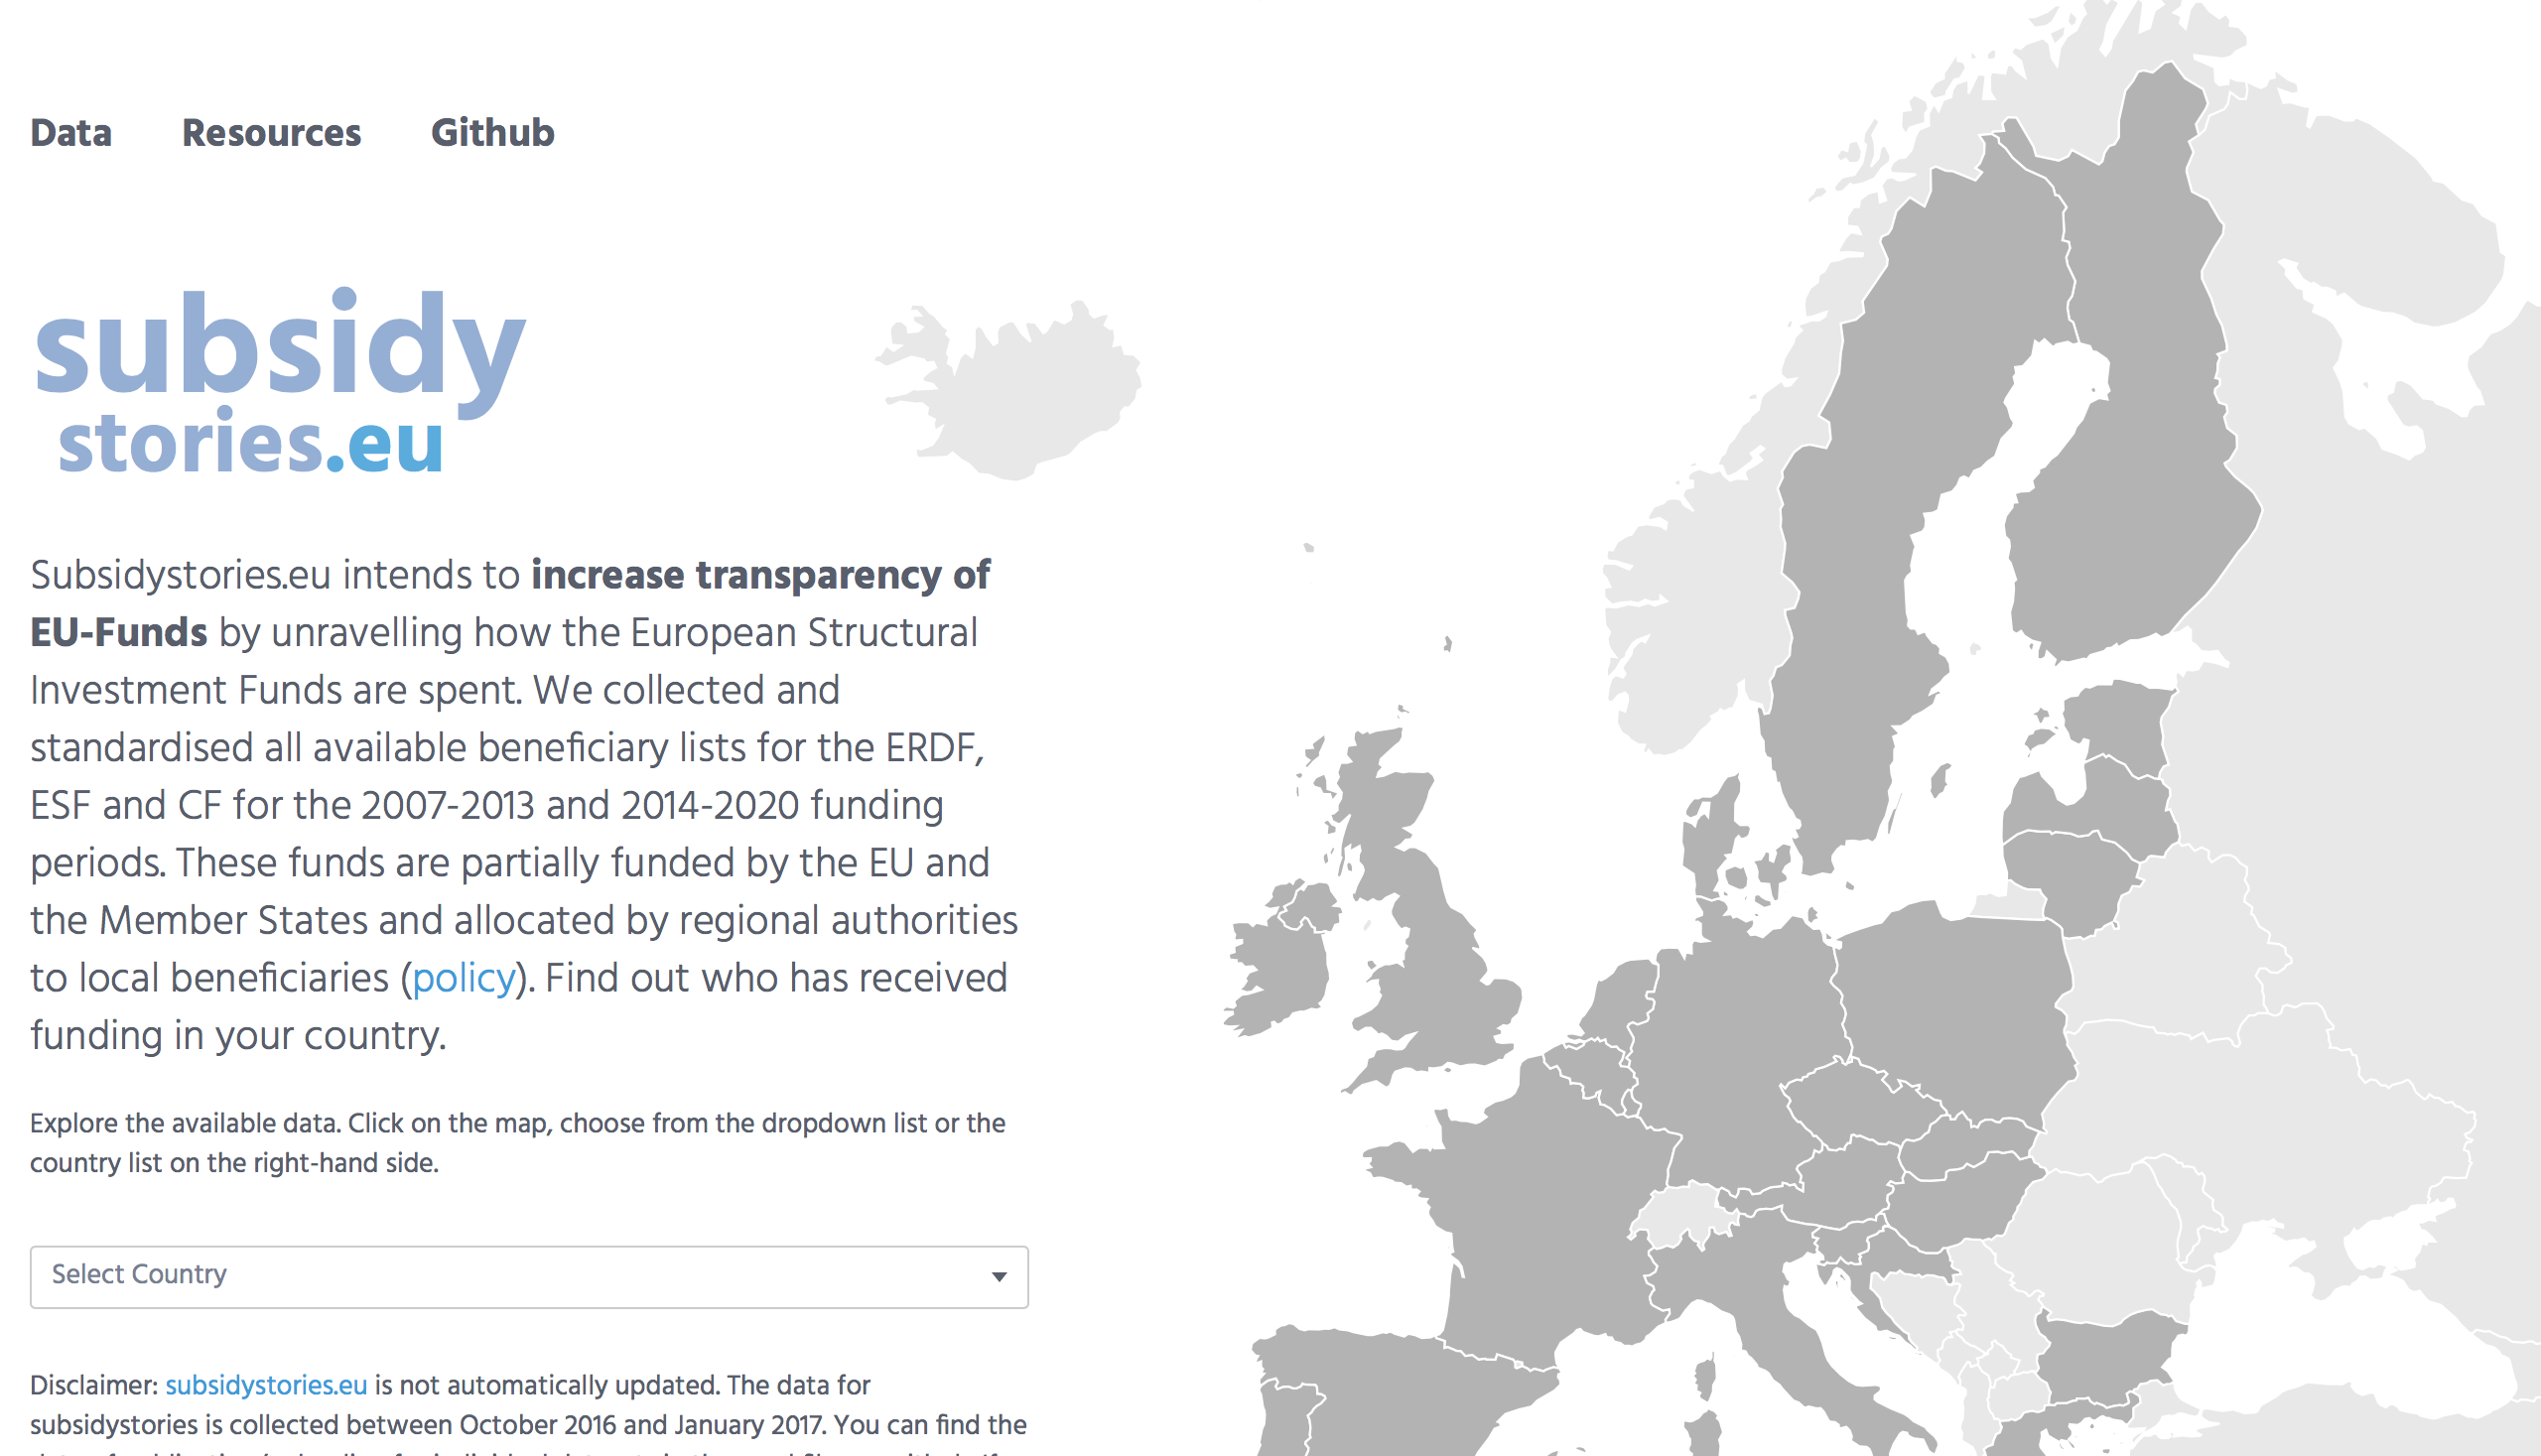 Data Resources Github
subsidy
stories.eu
Subsidystories.eu intends to increase transparency of
EU-Funds by unravelling how the European Structural
Investment Funds are spent. We collected and
standardised all available beneficiary lists for the ERDF,
ESF and CF for the 2007-2013 and 2014-2020 funding
periods. These funds are partially funded by the EU and
the Member States and allocated by regional authorities
to local beneficiaries (policy). Find out who has received
funding in your country.
Explore the available data. Click on the map, choose from the dropdown list or the
country list on the right-hand side.
Select Country
Disclaimer: subsidystories.eu is not automatically updated. The data for
subsidystories is collected between October 2016 and January 2017. You can find the